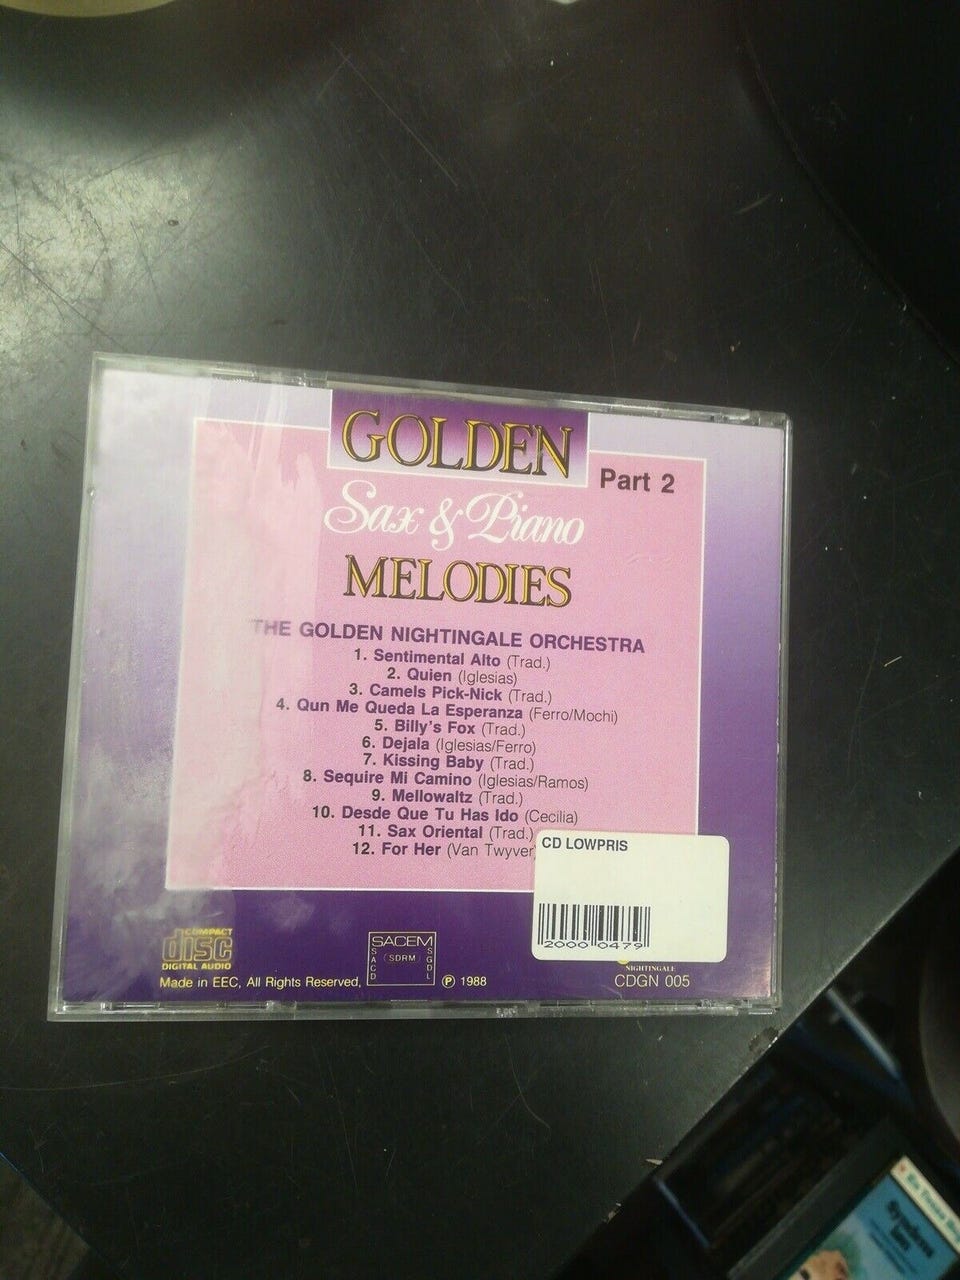 GOLDEN
Part 2
Sax & Piano
MELODIES
THE GOLDEN NIGHTINGALE ORCHESTRA
1. Sentimental Alto (Trad.)
2. Quien (Iglesias)
3. Camels Pick-Nick (Trad.)
4. Qun Me Queda La Esperanza (Ferro/Mochi)
5. Billy's Fox (Trad.)
6. Dejala (Iglesias/Ferro)
7. Kissing Baby (Trad.)
8. Sequire Mi Camino (Iglesias/Ramos)
9. Mellowaltz (Trad.)
10. Desde Que Tu Has Ido (Cecilia)
11. Sax Oriental (Trad.)
12. For Her (Van Twyver
CD LOWPRIS
2000 0479
COMPACT
disc
DIGITAL AUDIO
SACEM
SACD
SDRM
SGDL
NIGHTINGALE
Made in EEC, All Rights Reserved,
℗ 1988
CDGN 005